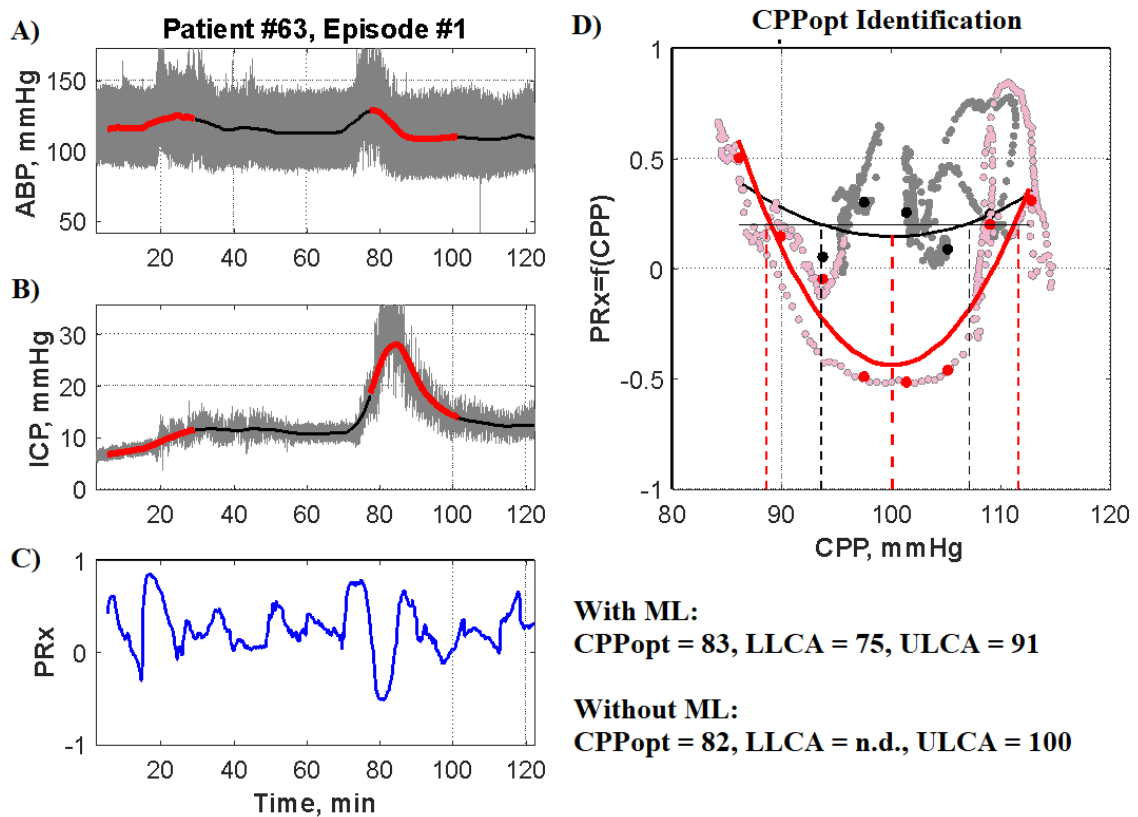 A)
Patient #63, Episode #1
ABP, mmHg
150
100
50
20 40 60 80 100 120
B)
ICP, mmHg
30
20
10
0
20 40 60 80 100 120
C)
PRx
1
0
-1
20 40 60 80 100 120
Time, min
D)
CPPopt Identification
PRx=f(CPP)
1
0.5
0
-0.5
-1
80 90 100 110 120
CPP, mmHg
With ML:
CPPopt = 83, LLCA = 75, ULCA = 91
Without ML:
CPPopt = 82, LLCA = n.d., ULCA = 100